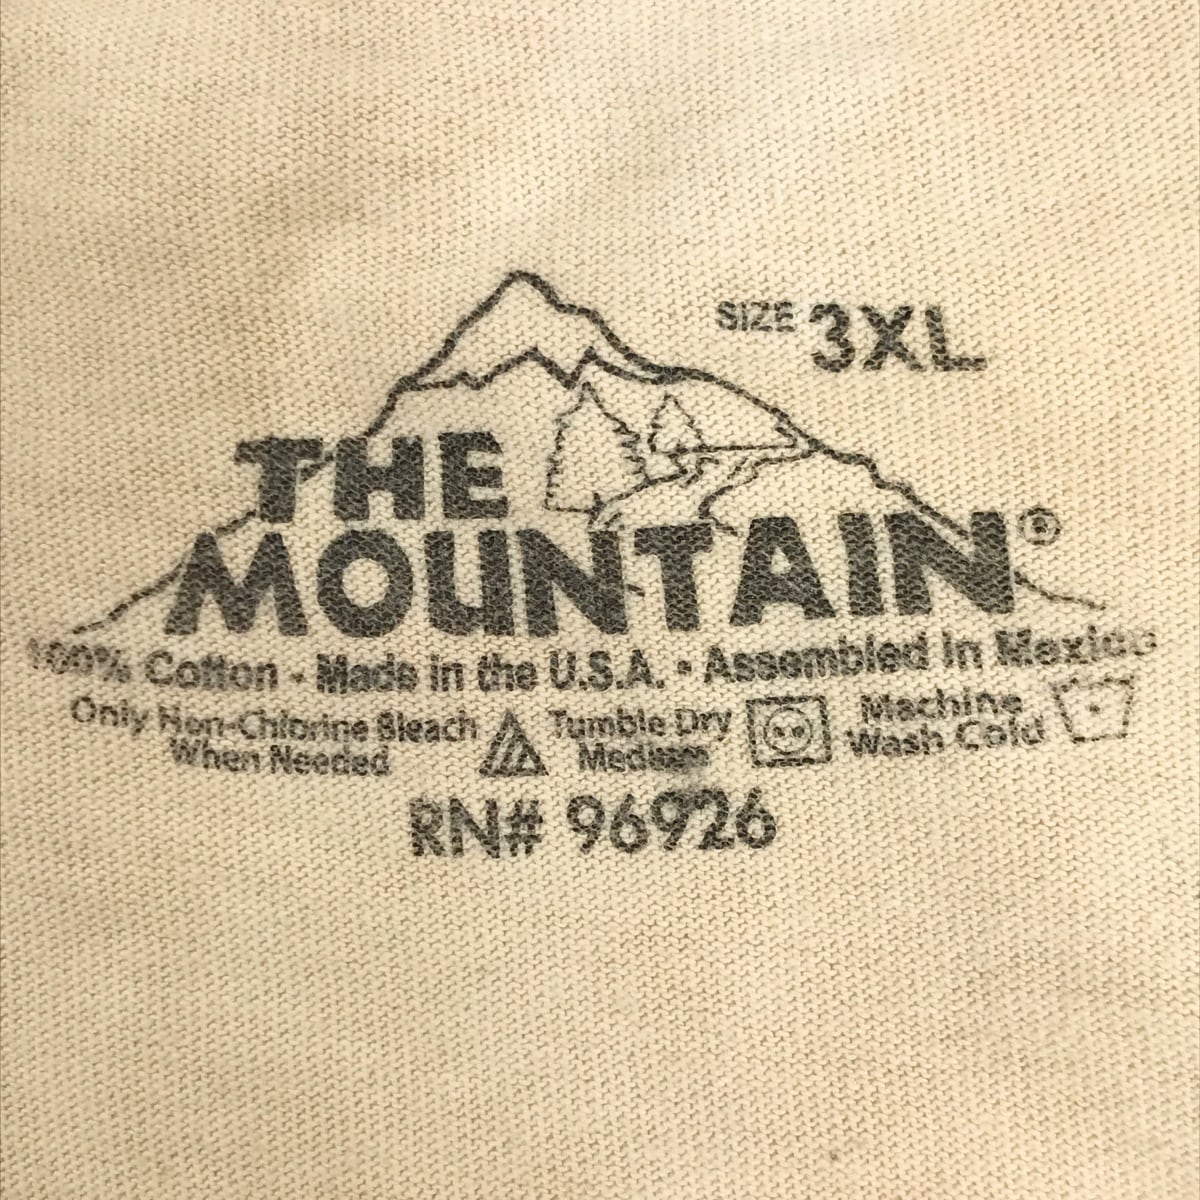 SIZE 3XL
THE
MOUNTAIN®
100% Cotton - Made in the U.S.A. • Assembled in Mexico
Only Non-Chlorine Bleach
When Needed
Tumble Dry
Medium
Machine
Wash Cold
RN# 96926